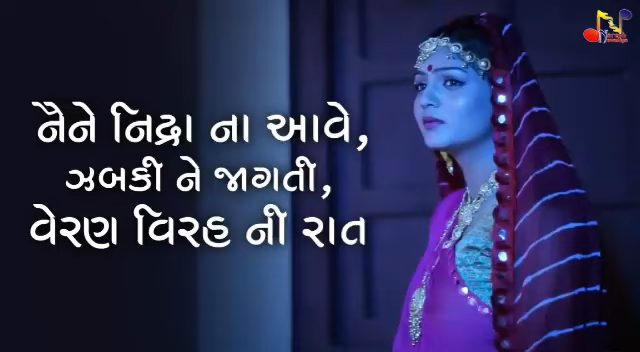 નૈને નિદ્રા ના આવે,
ઝબકી ને જાગતી,
વેરણ વિરહ ની રાત